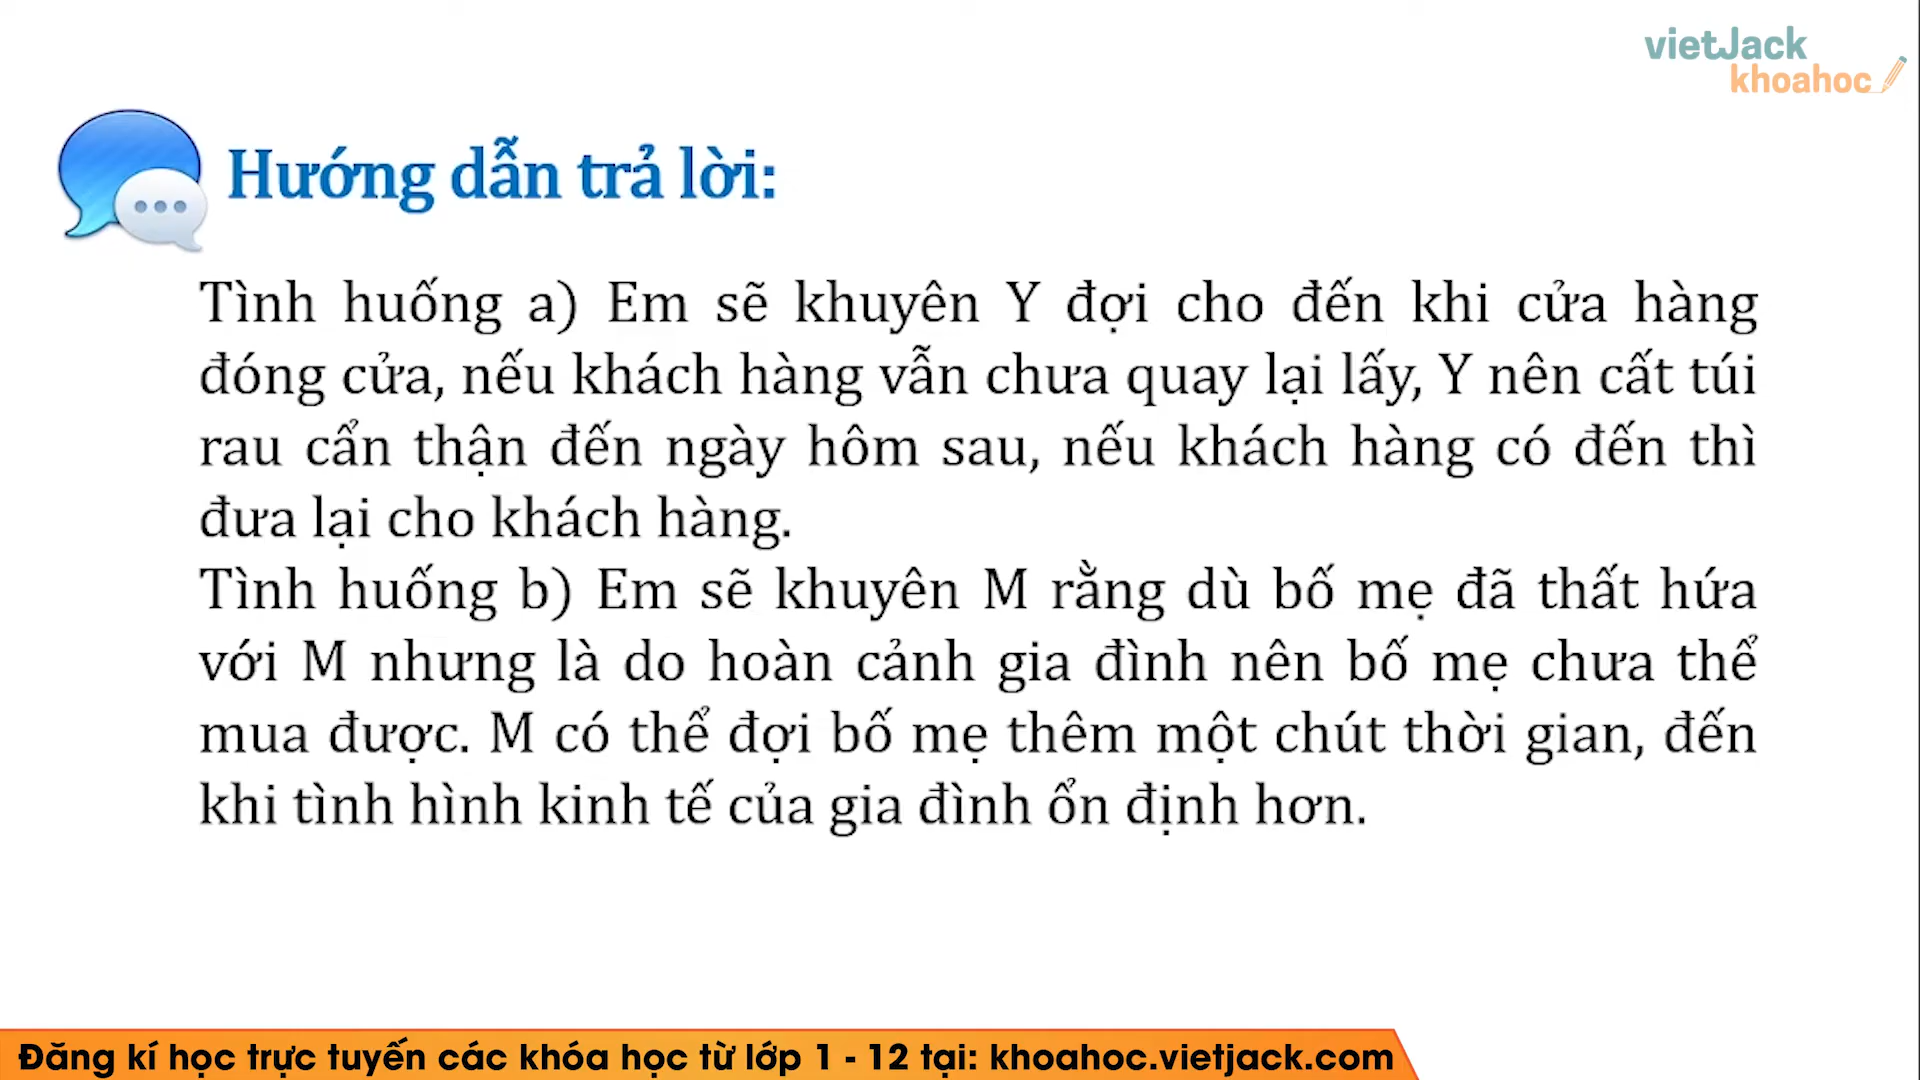 vietJack
khoahoc
Hướng dẫn trả lời:
Tình huống a) Em sẽ khuyên Y đợi cho đến khi cửa hàng
đóng cửa, nếu khách hàng vẫn chưa quay lại lấy, Y nên cất túi
rau cẩn thận đến ngày hôm sau, nếu khách hàng có đến thì
đưa lại cho khách hàng.
Tình huống b) Em sẽ khuyên M rằng dù bố mẹ đã thất hứa
với M nhưng là do hoàn cảnh gia đình nên bố mẹ chưa thể
mua được. M có thể đợi bố mẹ thêm một chút thời gian, đến
khi tình hình kinh tế của gia đình ổn định hơn.
Đăng kí học trực tuyến các khóa học từ lớp 1 - 12 tại: khoahoc.vietjack.com